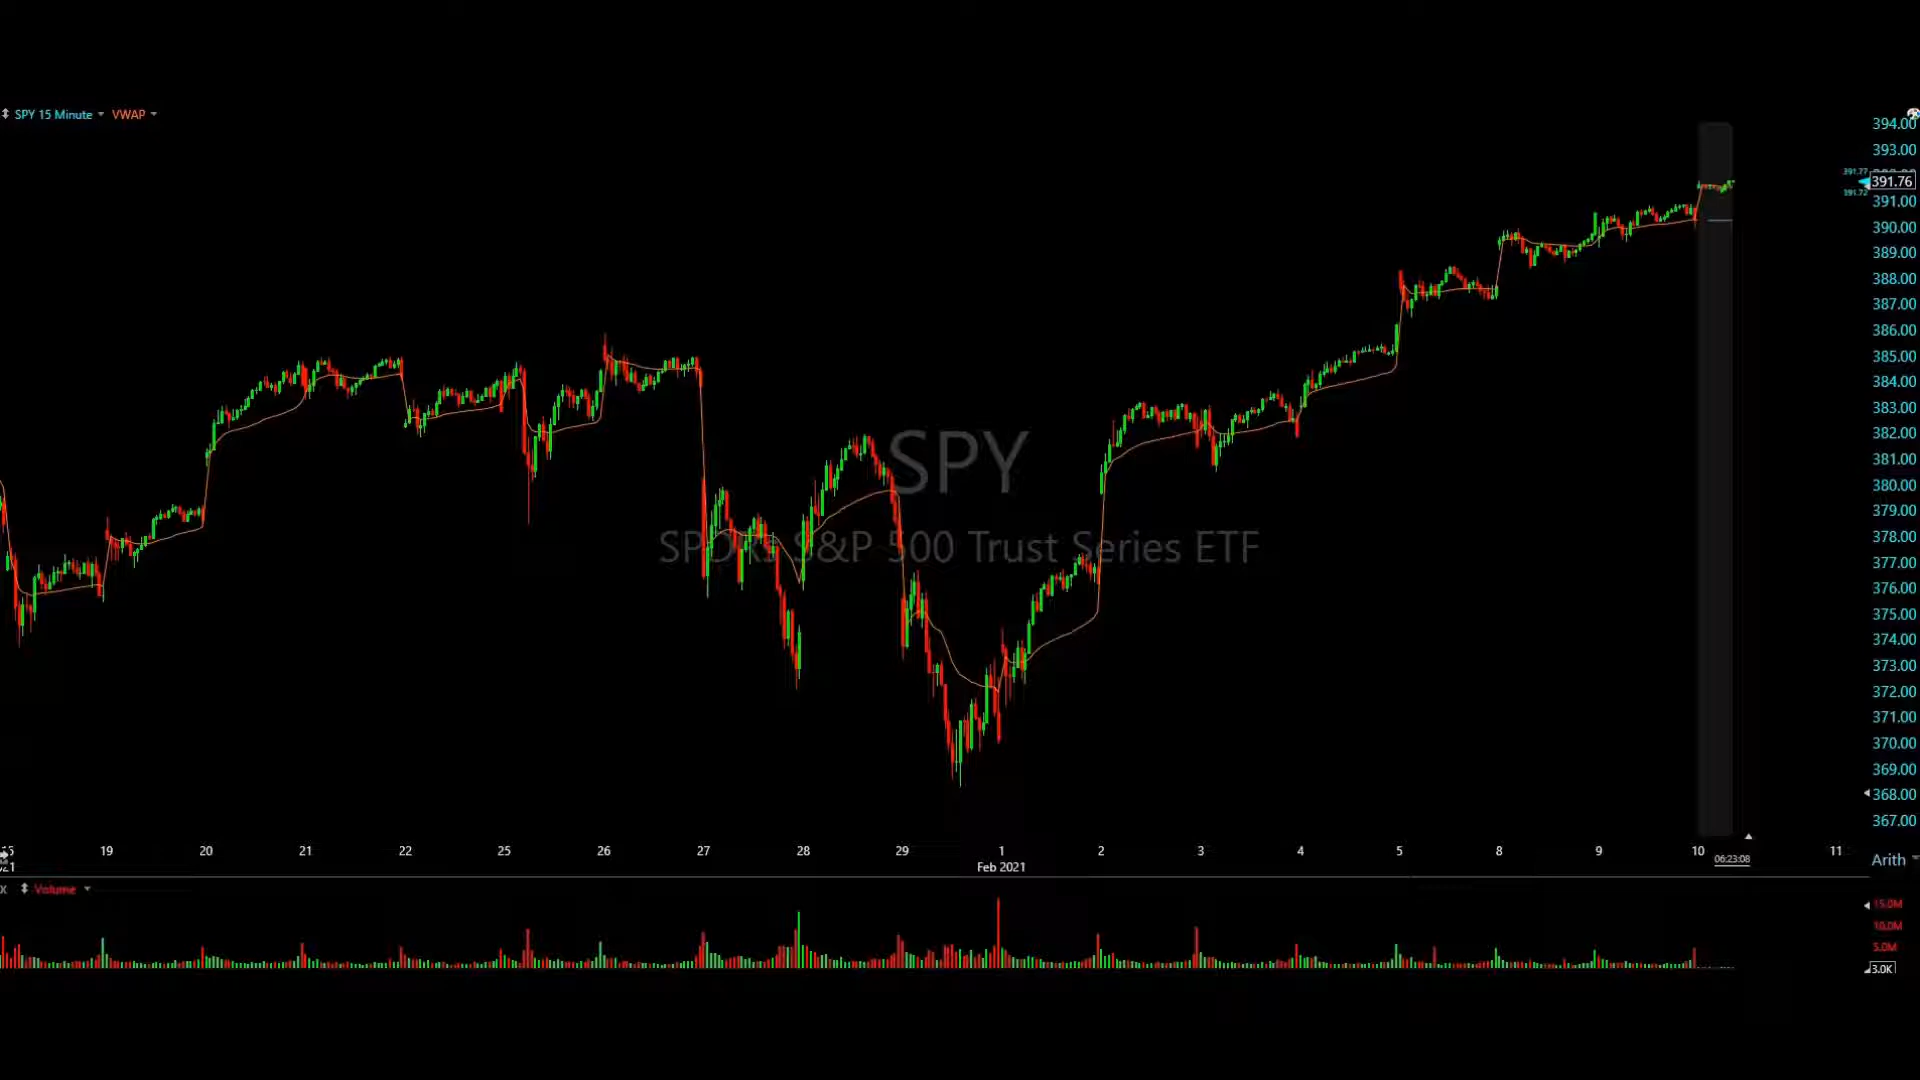 SPY 15 Minute VWAP
394.00
393.00
391.77
391.76
391.72
391.00
390.00
389.00
388.00
387.00
386.00
385.00
384.00
383.00
382.00
381.00
380.00
379.00
378.00
377.00
376.00
375.00
374.00
373.00
372.00
371.00
370.00
369.00
368.00
367.00
SPY
SPDR S&P 500 Trust Series ETF
19 20 21 22 25 26 27 28 29 1 2 3 4 5 8 9 10 11
Feb 2021
06:23:08
Arith
X Volume
15.0M
10.0M
5.0M
3.0K